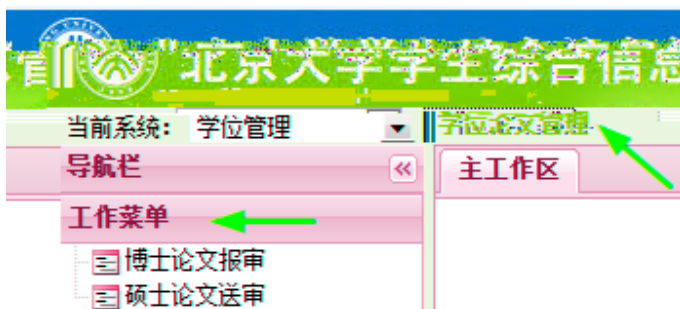 北京大学学生综合信息
当前系统： 学位管理
学位论文管理
导航栏
主工作区
工作菜单
博士论文报审
硕士论文送审